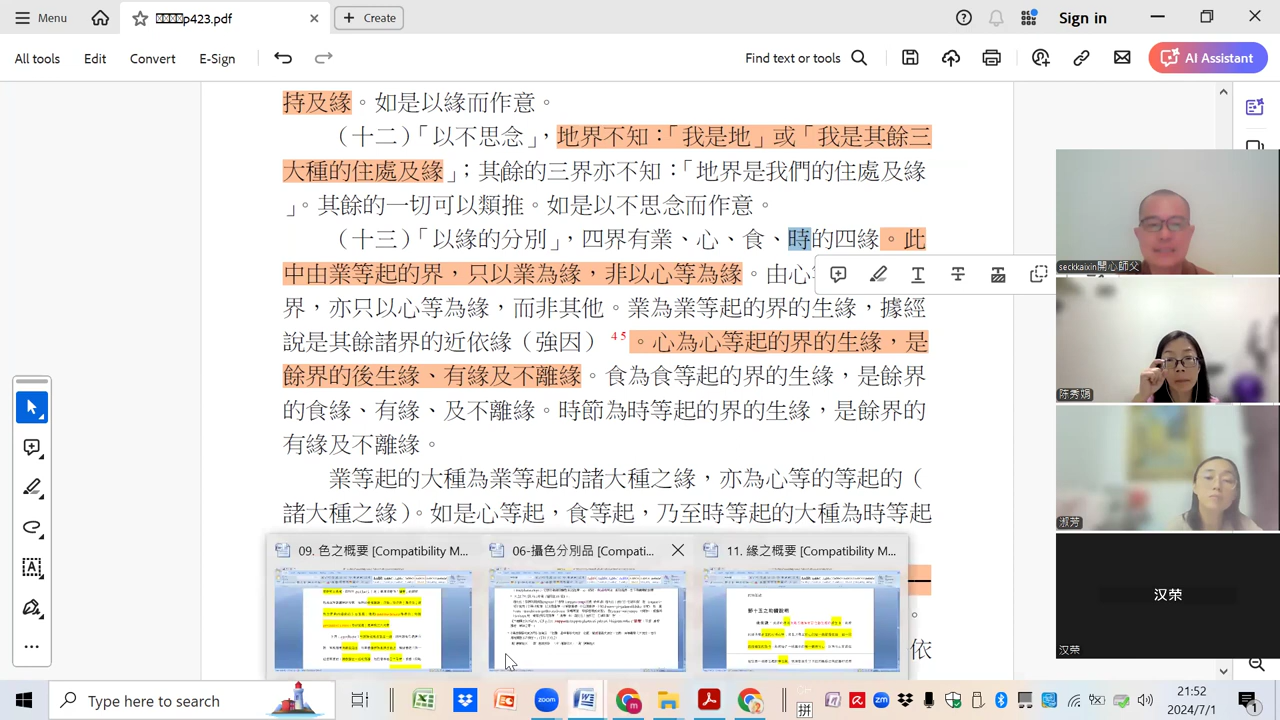 Menu
p423.pdf
Create
Sign in
All tools
Edit
Convert
E-Sign
Find text or tools
AI Assistant
持及緣。如是以緣而作意。
（十二）「以不思念」，地界不知：「我是地」或「我是其餘三
大種的住處及緣」；其餘的三界亦不知：「地界是我們的住處及緣
」。其餘的一切可以類推。如是以不思念而作意。
（十三）「以緣的分別」，四界有業、心、食、時的四緣。此
中由業等起的界，只以業為緣，非以心等為緣。由心
界，亦只以心等為緣，而非其他。業為業等起的界的生緣，據經
說是其餘諸界的近依緣（強因）45。心為心等起的界的生緣，是
餘界的後生緣、有緣及不離緣。食為食等起的界的生緣，是餘界
的食緣、有緣、及不離緣。時節為時等起的界的生緣，是餘界的
有緣及不離緣。
業等起的大種為業等起的諸大種之緣，亦為心等的等起的（
諸大種之緣）。如是心等起，食等起，乃至時等起的大種為時等起
。
依
seckkaixin開心師父
陈秀娟
淑芳
汉荣
汉荣
09. 色之概要 [Compatibility M...
06-攝色分別品 [Compati...
11. 緣之概要 [Compatibility M...
Type here to search
拼
21:52
2024/7/1
1